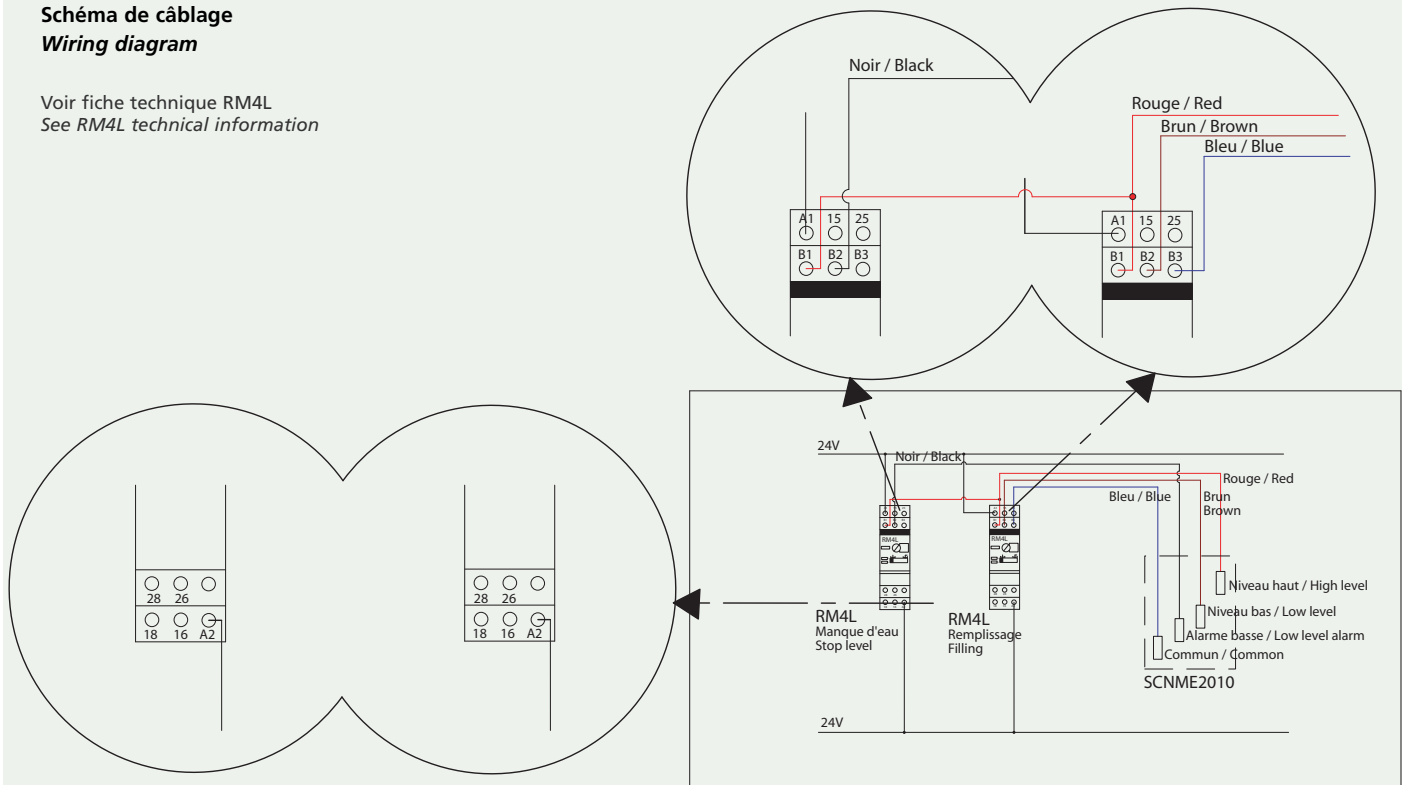 Schéma de câblage
Wiring diagram
Voir fiche technique RM4L
See RM4L technical information
Noir / Black
Rouge / Red
Brun / Brown
Bleu / Blue
A1 15 25
B1 B2 B3
A1 15 25
B1 B2 B3
28 26
18 16 A2
28 26
18 16 A2
24V
Noir / Black
Rouge / Red
Bleu / Blue
Brun
Brown
RM4L
RM4L
Niveau haut / High level
Niveau bas / Low level
Alarme basse / Low level alarm
Commun / Common
SCNME2010
RM4L
Manque d'eau
Stop level
RM4L
Remplissage
Filling
24V